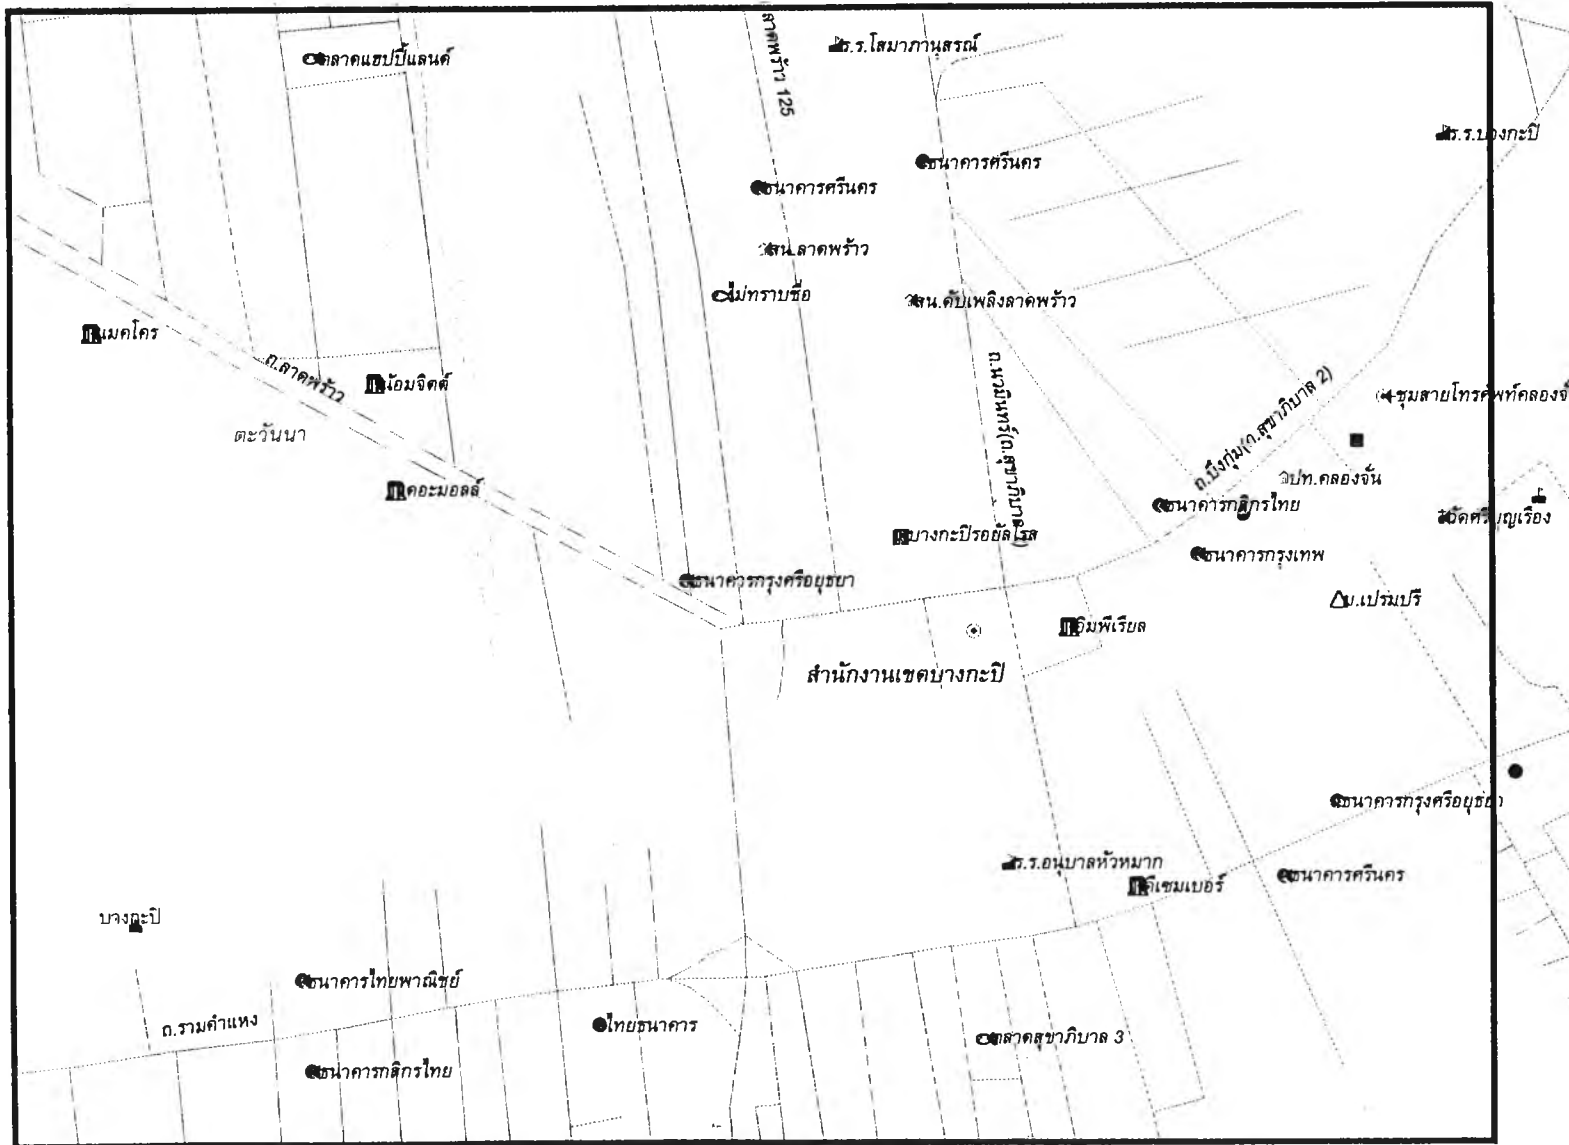 ตลาดแฮปปี้แลนด์
ลาดพร้าว 125
ร.ร.โสมาภานุสรณ์
ร.ร.บางกะปิ
ธนาคารศรีนคร
ธนาคารศรีนคร
สน.ลาดพร้าว
ไม่ทราบชื่อ
สน.ดับเพลิงลาดพร้าว
แมคโคร
ถ.ลาดพร้าว
น้อมจิตต์
ตะวันนา
ถ.นวมินทร์(ถ.สุขาภิบาล
ถ.บึงกุ่ม(ถ.สุขาภิบาล 2)
ชุมสายโทรศัพท์คลองจั
ปท.คลองจั่น
เดอะมอลล์
ธนาคารกสิกรไทย
วัดศรีบุญเรือง
บางกะปิรอยัลโรส
ธนาคารกรุงเทพ
ธนาคารกรุงศรีอยุธยา
ม.เปรมปรี
อิมพีเรียล
สำนักงานเขตบางกะปิ
ธนาคารกรุงศรีอยุธยา
ร.ร.อนุบาลหัวหมาก
ดีเซมเบอร์
ธนาคารศรีนคร
บางกะปิ
ธนาคารไทยพาณิชย์
ถ.รามคำแหง
ไทยธนาคาร
ตลาดสุขาภิบาล 3
ธนาคารกสิกรไทย